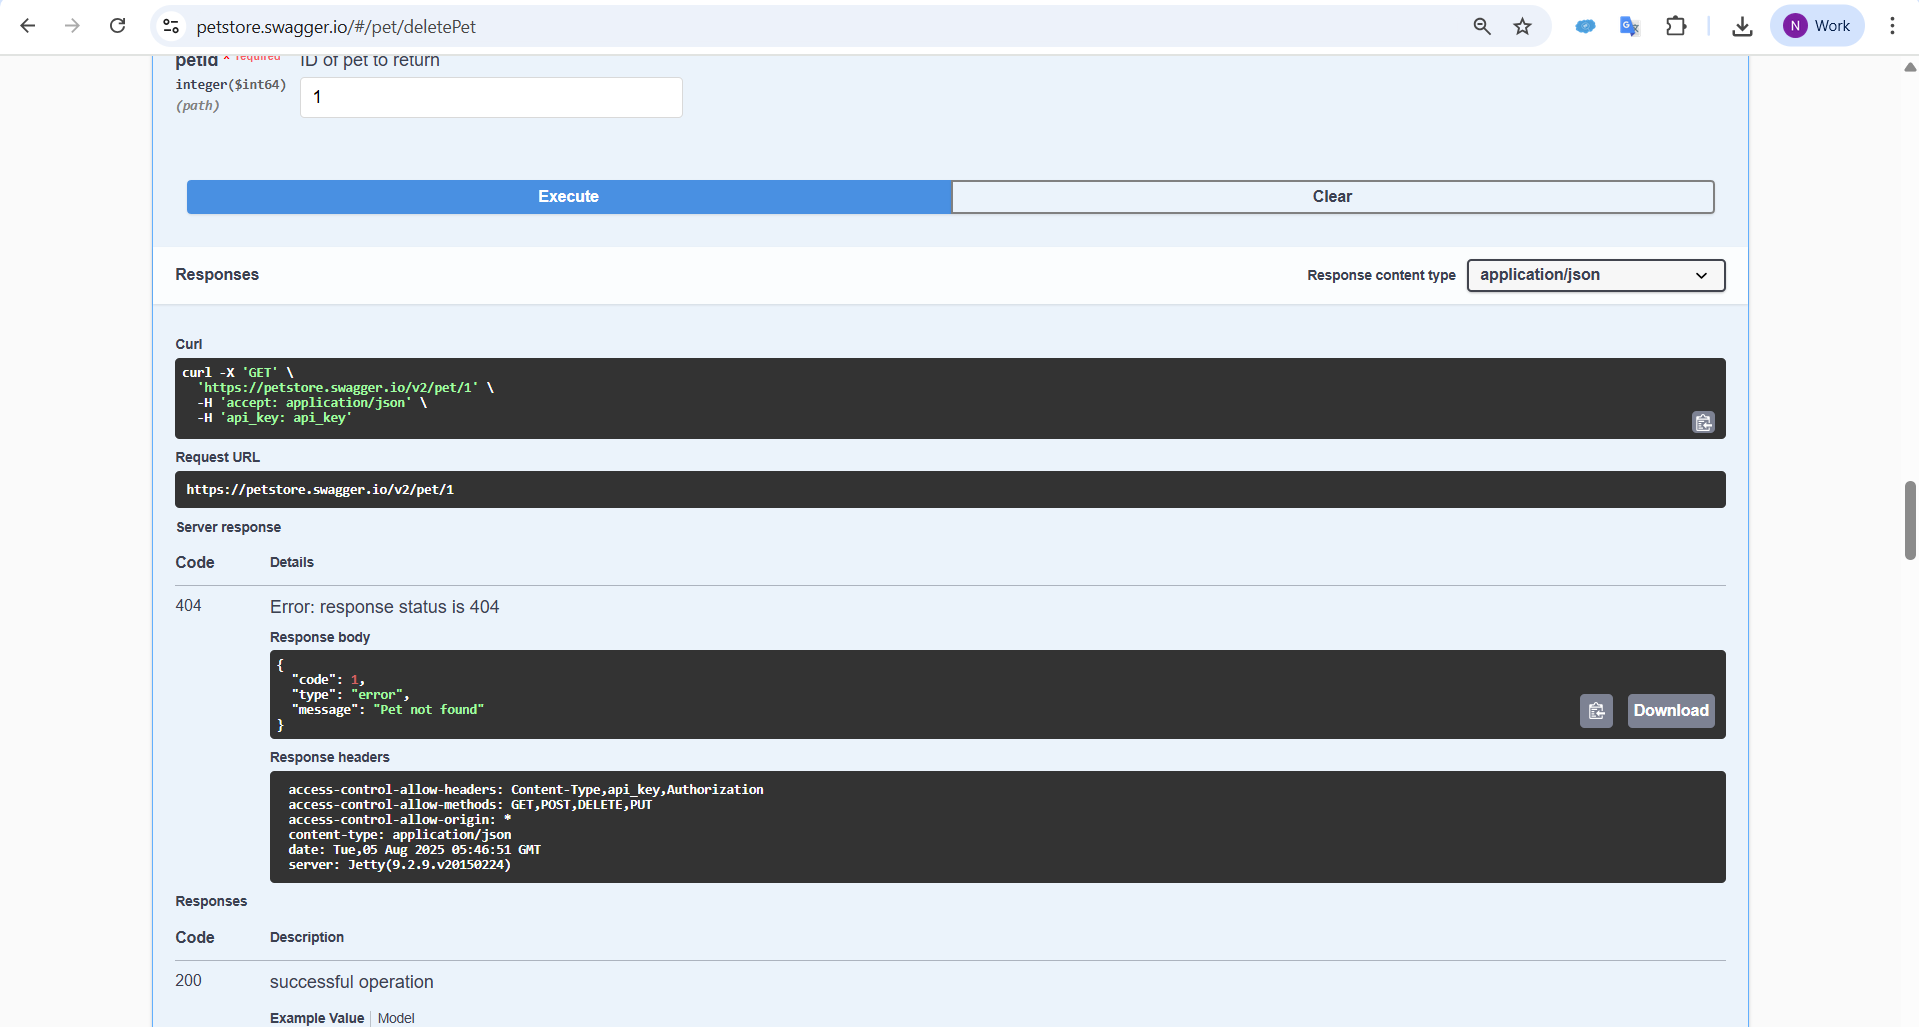 petstore.swagger.io/#/pet/deletePet
N Work
petId * required
ID of pet to return
integer($int64)
(path)
1
Execute
Clear
Responses
Response content type
application/json
Curl
curl -X 'GET' \
'https://petstore.swagger.io/v2/pet/1' \
-H 'accept: application/json' \
-H 'api_key: api_key'
Request URL
https://petstore.swagger.io/v2/pet/1
Server response
Code Details
404 Error: response status is 404
Response body
{
"code": 1,
"type": "error",
"message": "Pet not found"
}
Download
Response headers
access-control-allow-headers: Content-Type,api_key,Authorization
access-control-allow-methods: GET,POST,DELETE,PUT
access-control-allow-origin: *
content-type: application/json
date: Tue,05 Aug 2025 05:46:51 GMT
server: Jetty(9.2.9.v20150224)
Responses
Code Description
200 successful operation
Example Value Model